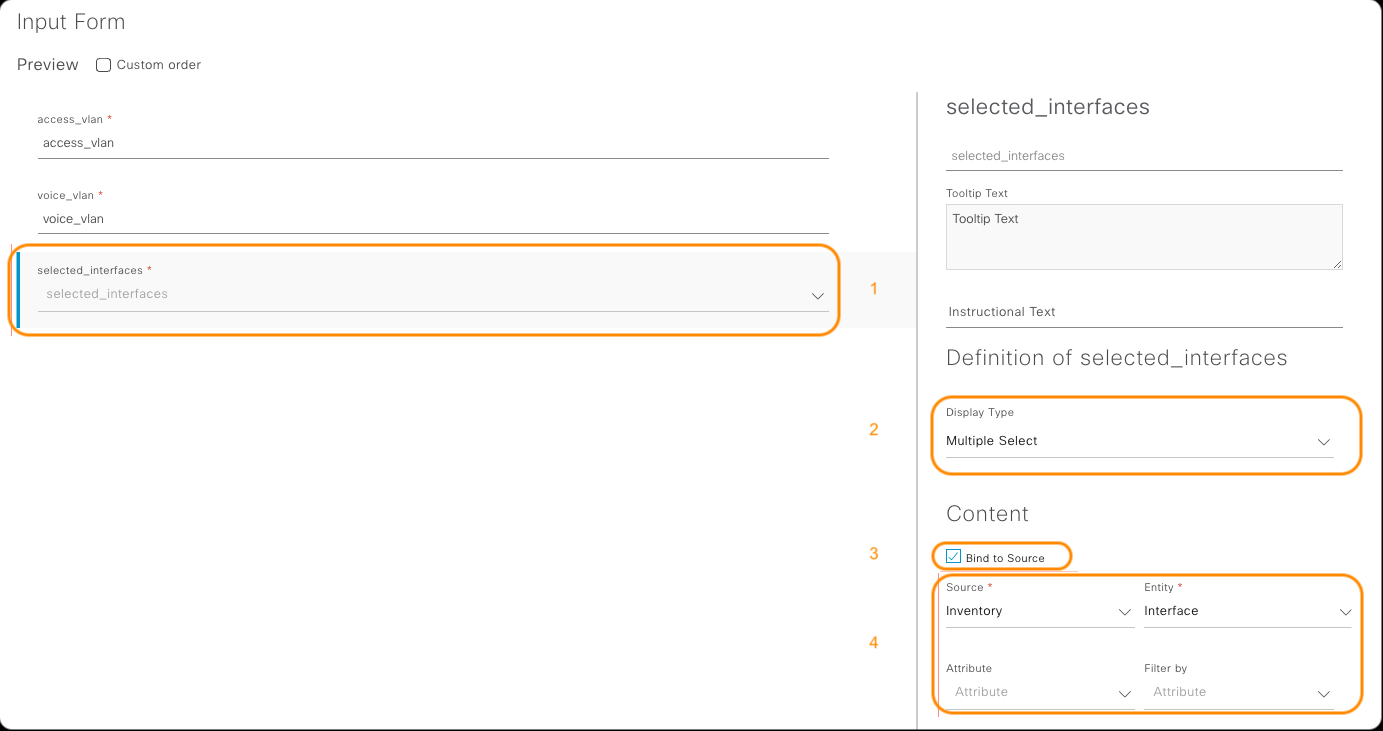 Input Form
Preview
Custom order
access_vlan *
access_vlan
voice_vlan *
voice_vlan
selected_interfaces *
selected_interfaces
1
2
3
4
selected_interfaces
selected_interfaces
Tooltip Text
Tooltip Text
Instructional Text
Definition of selected_interfaces
Display Type
Multiple Select
Content
Bind to Source
Source * Entity *
Inventory Interface
Attribute Filter by
Attribute Attribute